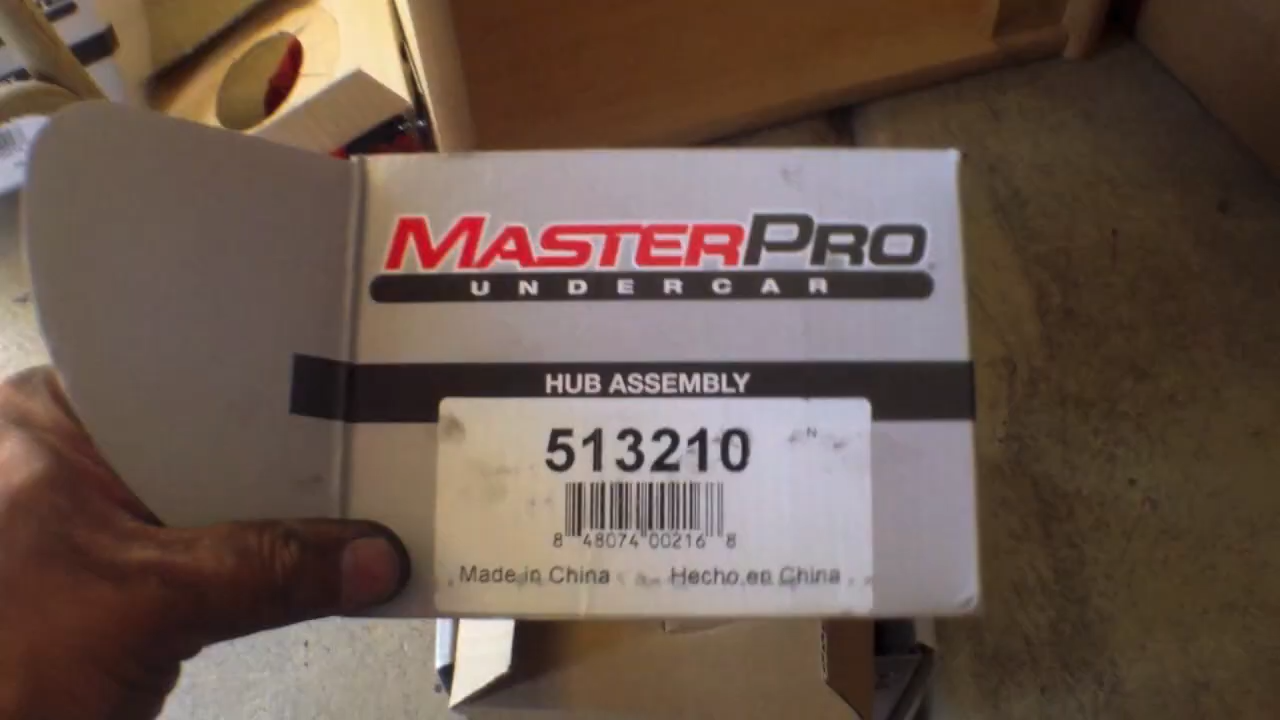 MASTERPRO
UNDERCAR
HUB ASSEMBLY
513210
N
8 48074 00216 8
Made in China Hecho en China